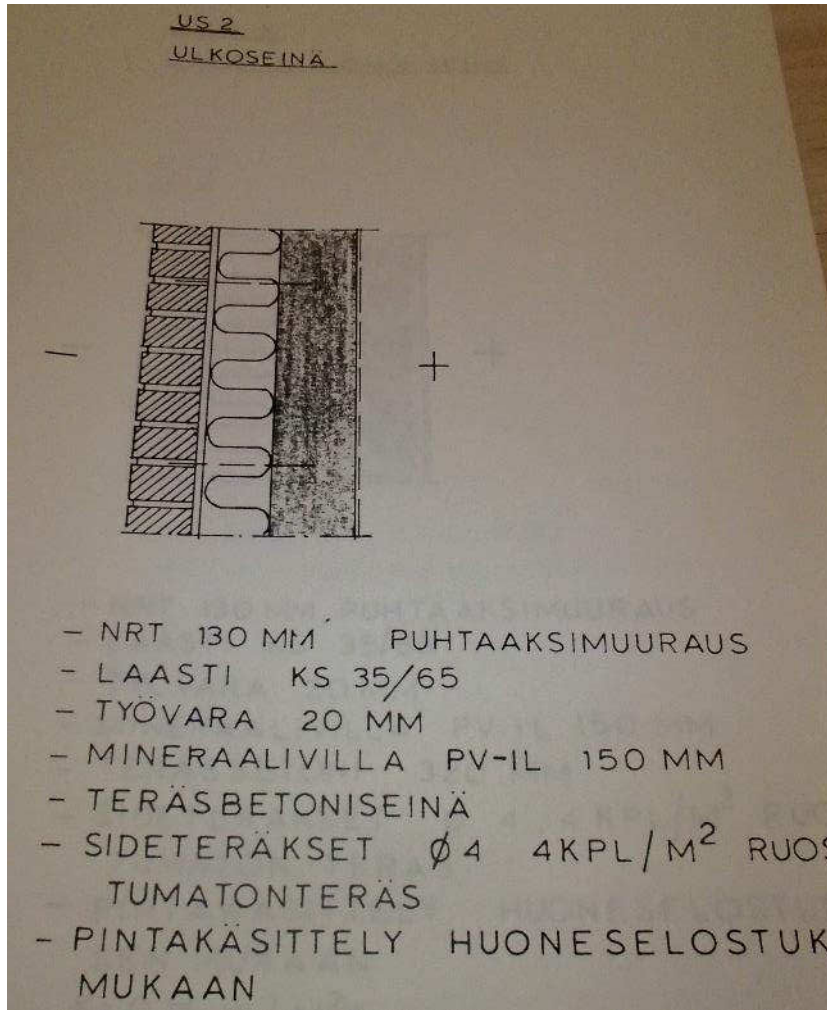 US 2
ULKOSEINÄ
−
+
- NRT 130 MM PUHTAAKSIMUURAUS
- LAASTI KS 35/65
- TYÖVARA 20 MM
- MINERAALIVILLA PV-IL 150 MM
- TERÄSBETONISEINÄ
- SIDETERÄKSET Ø4 4KPL/M² RUOS
TUMATONTERÄS
- PINTAKÄSITTELY HUONESELOSTUK
MUKAAN